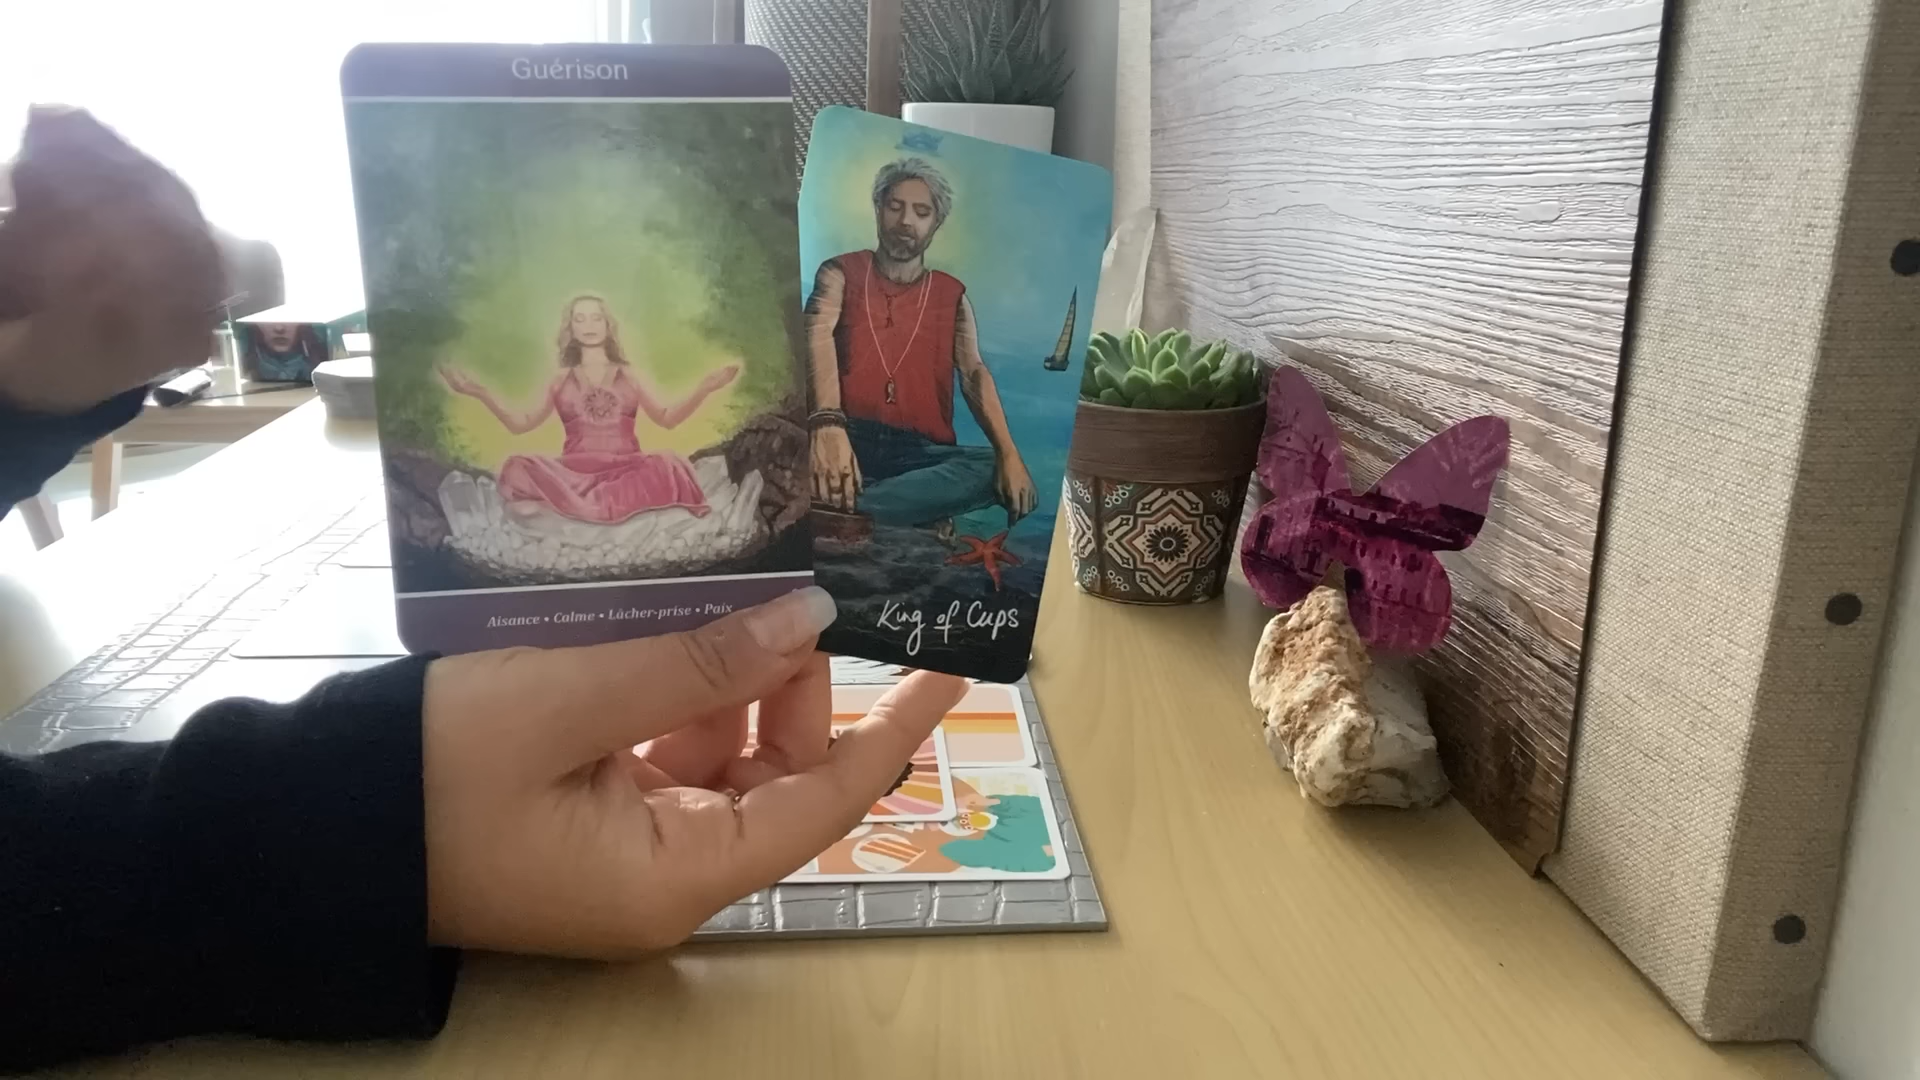 Guérison
Aisance • Calme • Lâcher-prise • Paix
King of Cups